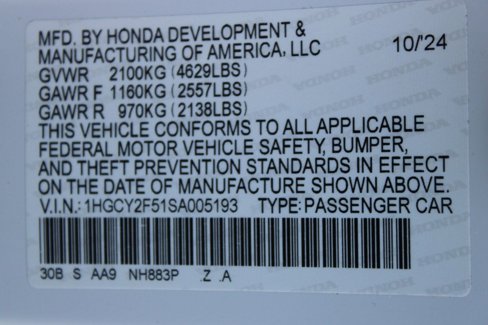 MFD. BY HONDA DEVELOPMENT &
MANUFACTURING OF AMERICA, LLC 10/'24
GVWR 2100KG (4629LBS)
GAWR F 1160KG (2557LBS)
GAWR R 970KG (2138LBS)
THIS VEHICLE CONFORMS TO ALL APPLICABLE
FEDERAL MOTOR VEHICLE SAFETY, BUMPER,
AND THEFT PREVENTION STANDARDS IN EFFECT
ON THE DATE OF MANUFACTURE SHOWN ABOVE.
V.I.N.: 1HGCY2F51SA005193 TYPE: PASSENGER CAR
30B S AA9 NH883P .Z .A